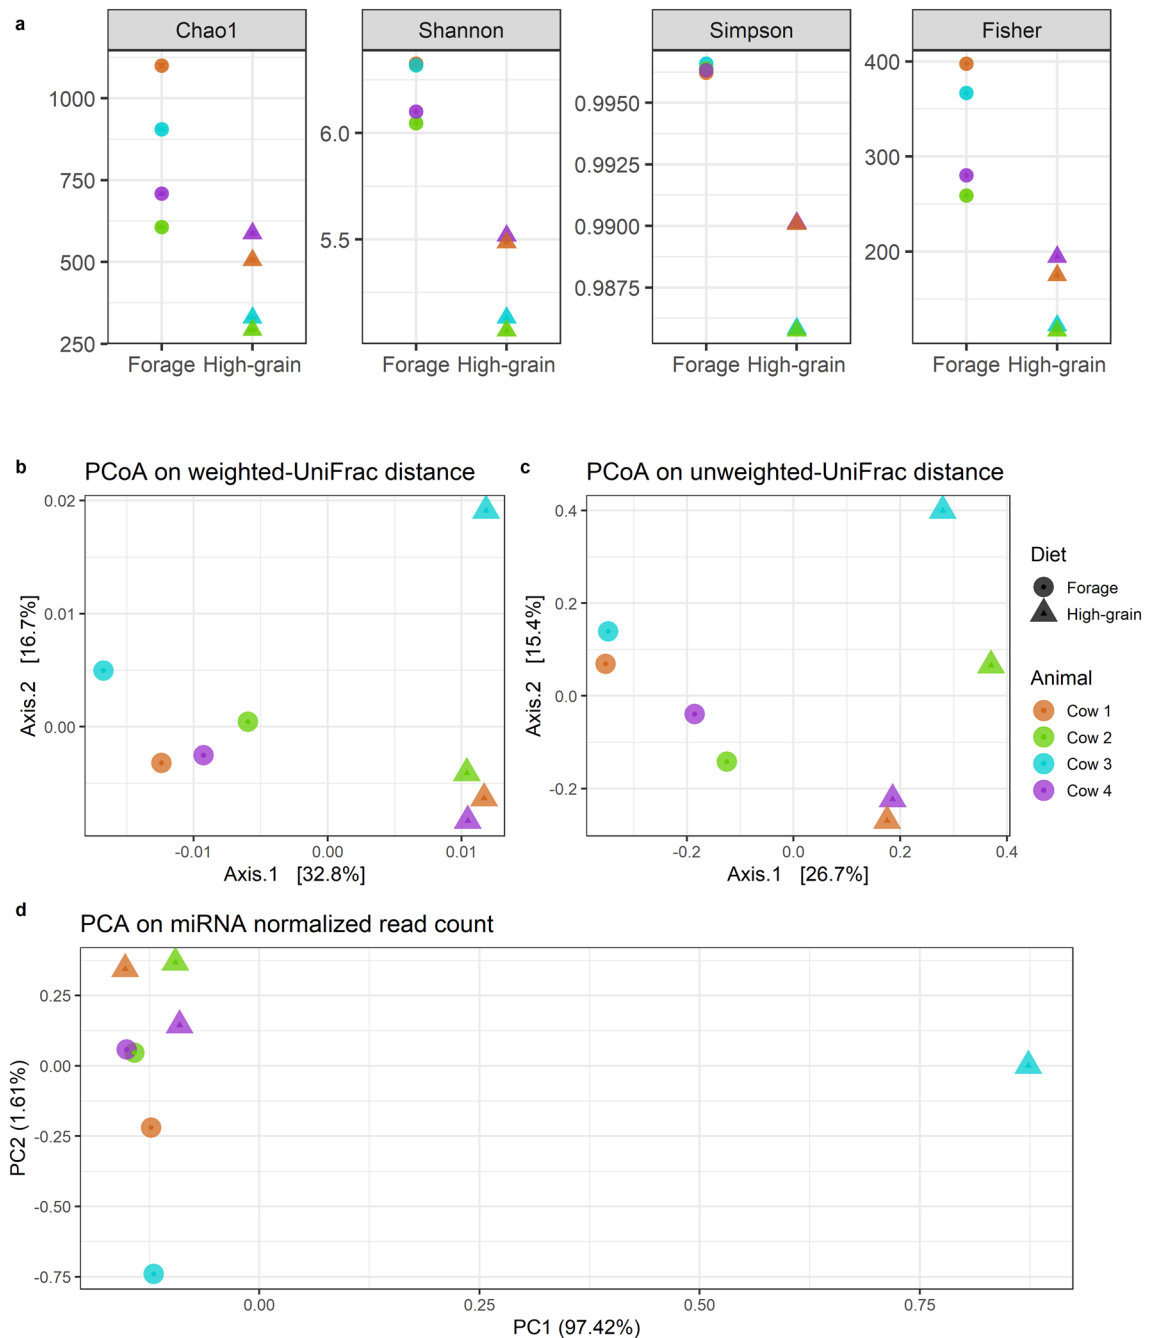 a
Chao1
Shannon
Simpson
Fisher
1000
750
500
250
Forage High-grain
6.0
5.5
Forage High-grain
0.9950
0.9925
0.9900
0.9875
Forage High-grain
400
300
200
Forage High-grain
b
PCoA on weighted-UniFrac distance
0.02
0.01
0.00
Axis.2 [16.7%]
-0.01
0.00
0.01
Axis.1 [32.8%]
c
PCoA on unweighted-UniFrac distance
0.4
0.2
0.0
-0.2
Axis.2 [15.4%]
-0.2
0.0
0.2
0.4
Axis.1 [26.7%]
Diet
Forage
High-grain
Animal
Cow 1
Cow 2
Cow 3
Cow 4
d
PCA on miRNA normalized read count
0.25
0.00
-0.25
-0.50
-0.75
PC2 (1.61%)
0.00
0.25
0.50
0.75
PC1 (97.42%)